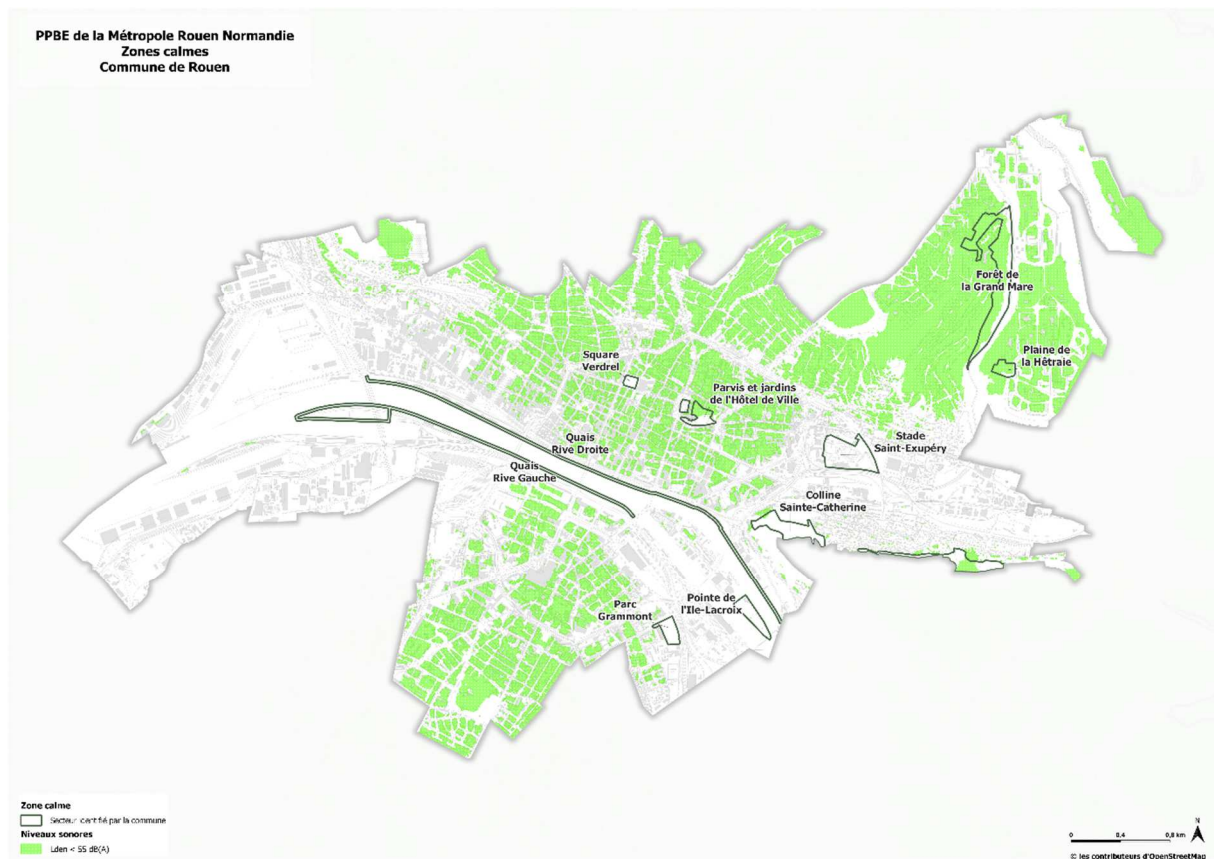 PPBE de la Métropole Rouen Normandie
Zones calmes
Commune de Rouen
Forêt de
la Grand Mare
Plaine de
la Hêtraie
Square
Verdrel
Parvis et jardins
de l'Hôtel de Ville
Quais
Rive Droite
Stade
Saint-Exupéry
Quais
Rive Gauche
Colline
Sainte-Catherine
Parc
Grammont
Pointe de
l'Ile-Lacroix
Zone calme
Secteur identifié par la commune
Niveaux sonores
Lden < 55 dB(A)
N
0 0,4 0,8 km
© les contributeurs d'OpenStreetMap